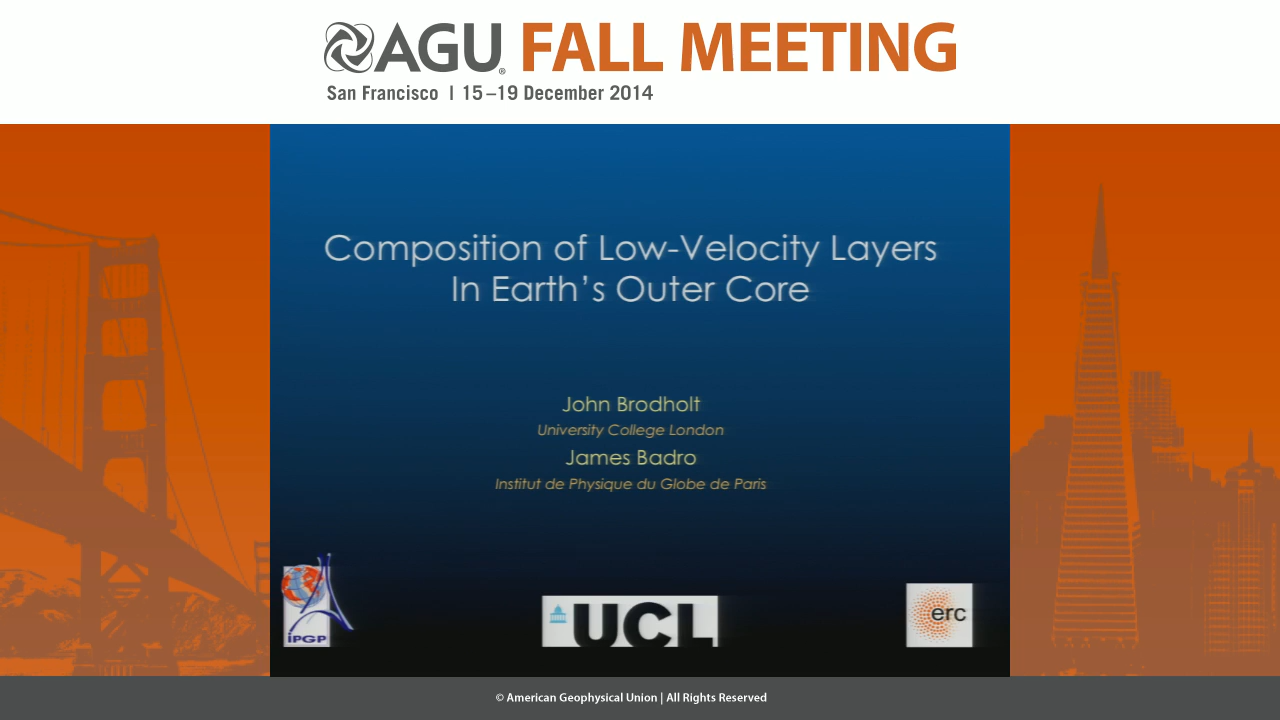 AGU® FALL MEETING
San Francisco | 15–19 December 2014
Composition of Low-Velocity Layers
In Earth's Outer Core
John Brodholt
University College London
James Badro
Institut de Physique du Globe de Paris
iPGP
UCL
erc
© American Geophysical Union | All Rights Reserved